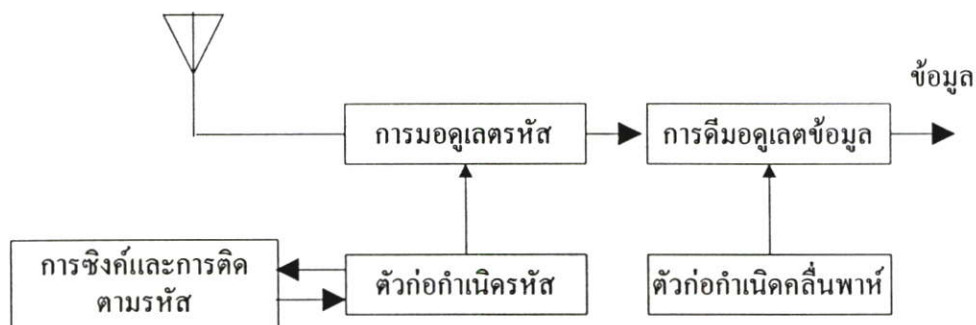 ข้อมูล
การมอดูเลตรหัส
การดีมอดูเลตข้อมูล
การซิงค์และการติด
ตามรหัส
ตัวก่อกำเนิดรหัส
ตัวก่อกำเนิดคลื่นพาห์